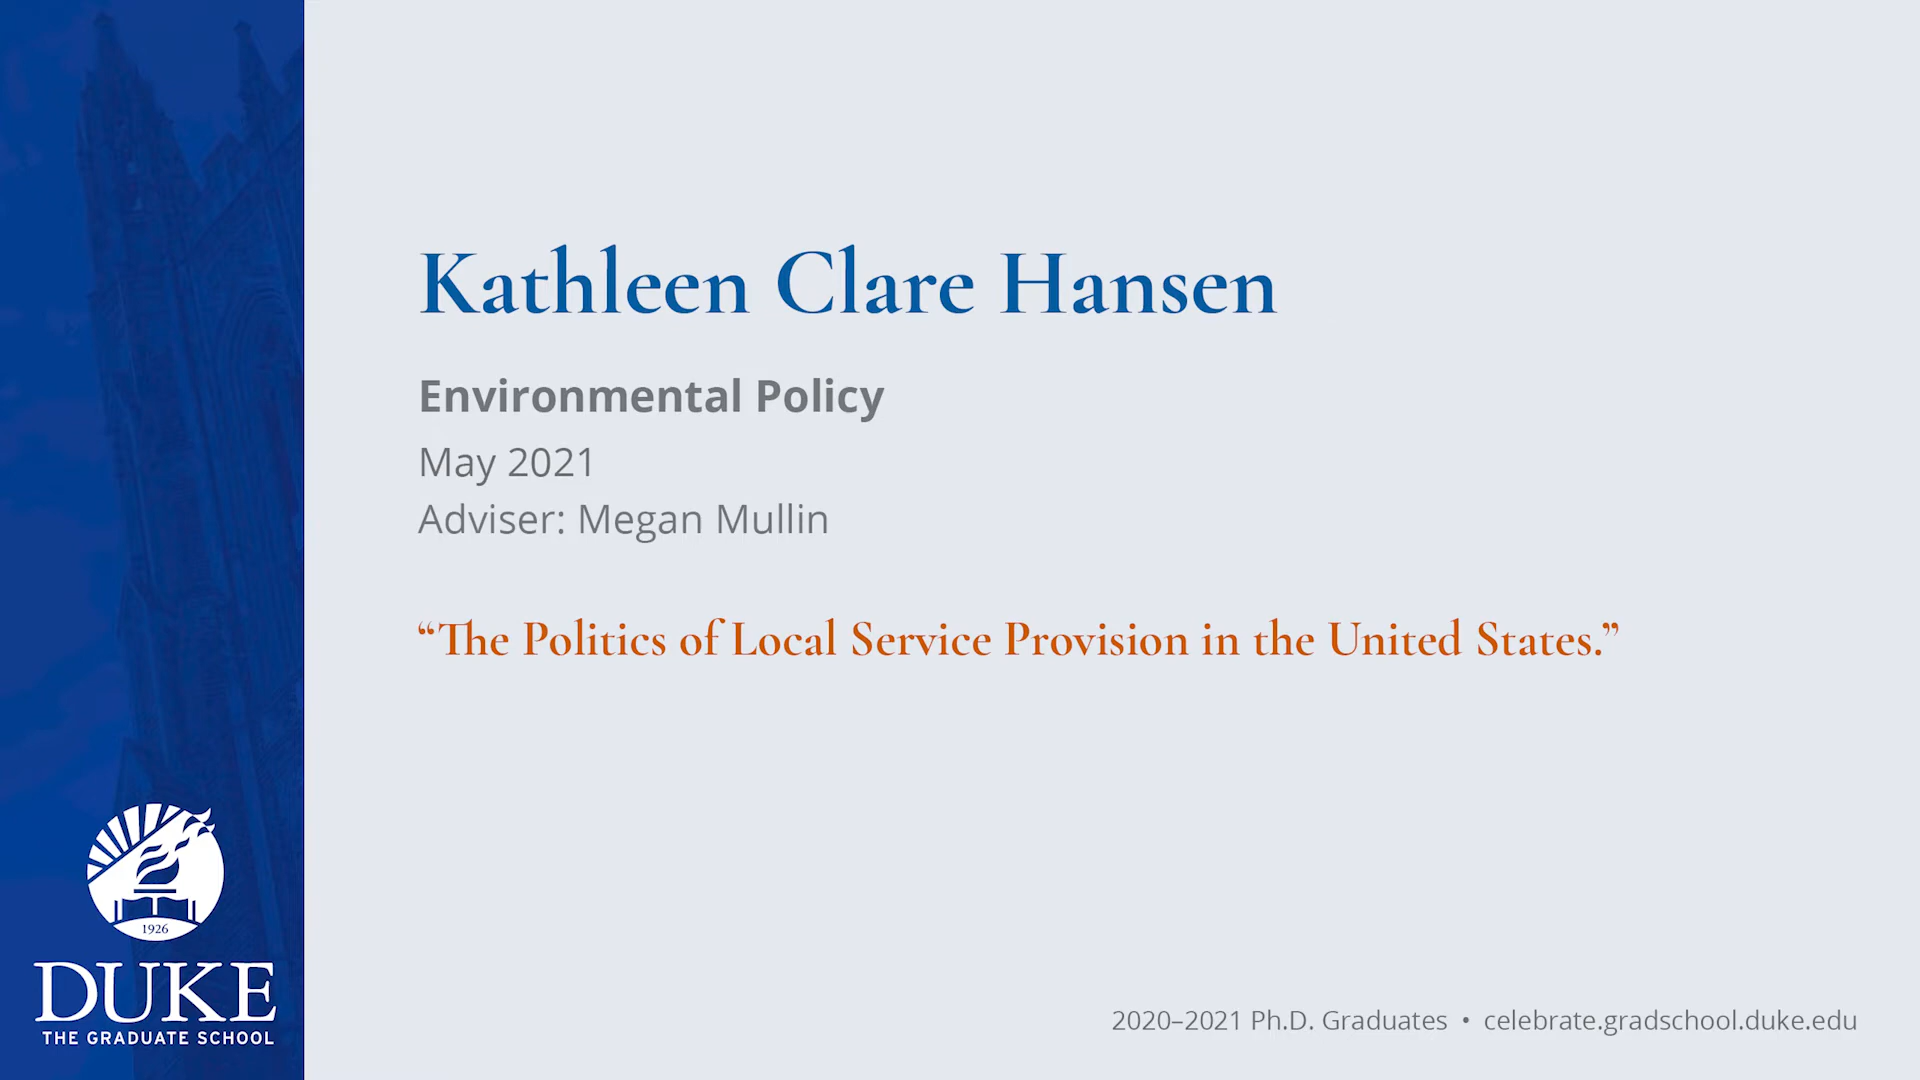 Kathleen Clare Hansen
Environmental Policy
May 2021
Adviser: Megan Mullin
“The Politics of Local Service Provision in the United States.”
1926
DUKE
THE GRADUATE SCHOOL
2020–2021 Ph.D. Graduates • celebrate.gradschool.duke.edu